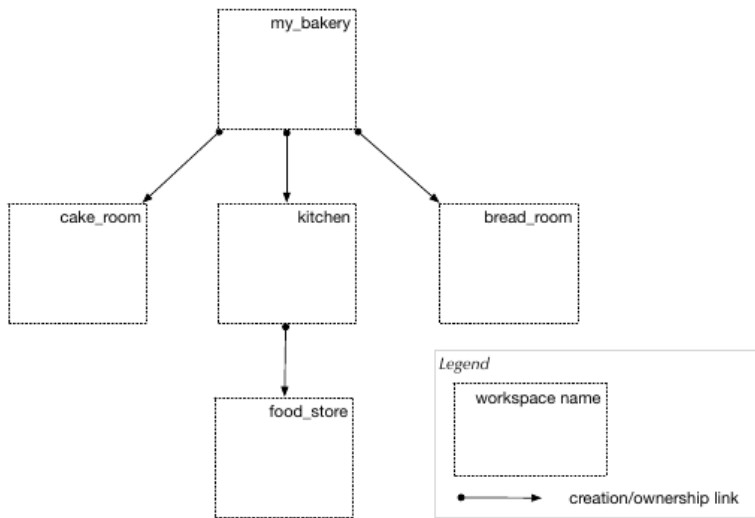 my_bakery
cake_room
kitchen
bread_room
food_store
Legend
workspace name
creation/ownership link